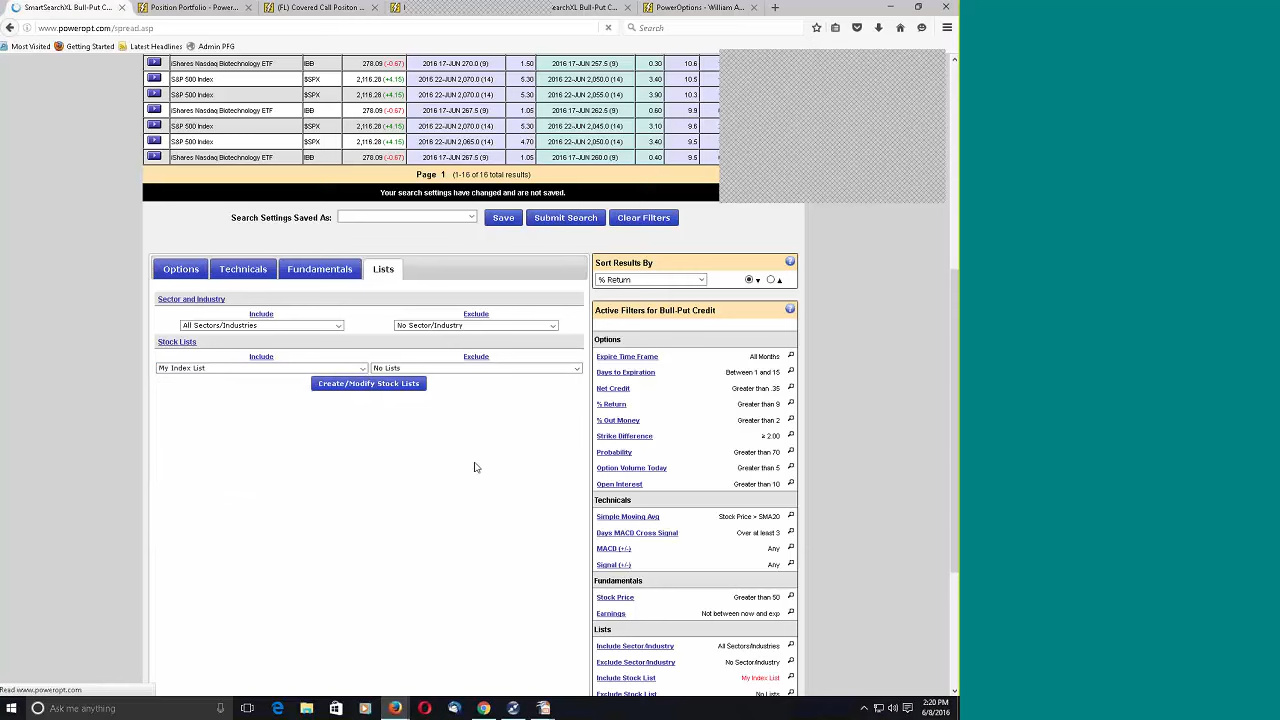 SmartSearchXL Bull-Put C... × Position Portfolio - Power... × (FL) Covered Call Positon ... × earchXL Bull-Put C... × PowerOptions - William A... × +
www.poweropt.com/spread.asp Search
Most Visited Getting Started Latest Headlines Admin PFG
iShares Nasdaq Biotechnology ETF IBB 278.09 (-0.67) 2016 17-JUN 270.0 (9) 1.50 2016 17-JUN 257.5 (9) 0.30 10.6
S&P 500 Index $SPX 2,116.28 (+4.15) 2016 22-JUN 2,070.0 (14) 5.30 2016 22-JUN 2,050.0 (14) 3.40 10.5
S&P 500 Index $SPX 2,116.28 (+4.15) 2016 22-JUN 2,070.0 (14) 5.30 2016 22-JUN 2,055.0 (14) 3.90 10.3
iShares Nasdaq Biotechnology ETF IBB 278.09 (-0.67) 2016 17-JUN 267.5 (9) 1.05 2016 17-JUN 262.5 (9) 0.60 9.9
S&P 500 Index $SPX 2,116.28 (+4.15) 2016 22-JUN 2,070.0 (14) 5.30 2016 22-JUN 2,045.0 (14) 3.10 9.6
S&P 500 Index $SPX 2,116.28 (+4.15) 2016 22-JUN 2,065.0 (14) 4.70 2016 22-JUN 2,050.0 (14) 3.40 9.5
iShares Nasdaq Biotechnology ETF IBB 278.09 (-0.67) 2016 17-JUN 267.5 (9) 1.05 2016 17-JUN 260.0 (9) 0.40 9.5
Page 1 (1-16 of 16 total results)
Your search settings have changed and are not saved.
Search Settings Saved As: Save Submit Search Clear Filters
Options Technicals Fundamentals Lists
Sector and Industry
Include Exclude
All Sectors/Industries No Sector/Industry
Stock Lists
Include Exclude
My Index List No Lists
Create/Modify Stock Lists
Sort Results By
% Return
Active Filters for Bull-Put Credit
Options
Expire Time Frame All Months
Days to Expiration Between 1 and 15
Net Credit Greater than .35
% Return Greater than 9
% Out Money Greater than 2
Strike Difference ≥ 2.00
Probability Greater than 70
Option Volume Today Greater than 5
Open Interest Greater than 10
Technicals
Simple Moving Avg Stock Price > SMA20
Days MACD Cross Signal Over at least 3
MACD (+/-) Any
Signal (+/-) Any
Fundamentals
Stock Price Greater than 50
Earnings Not between now and exp
Lists
Include Sector/Industry All Sectors/Industries
Exclude Sector/Industry No Sector/Industry
Include Stock List My Index List
Exclude Stock List No Lists
Read www.poweropt.com
Ask me anything
2:20 PM
6/8/2016